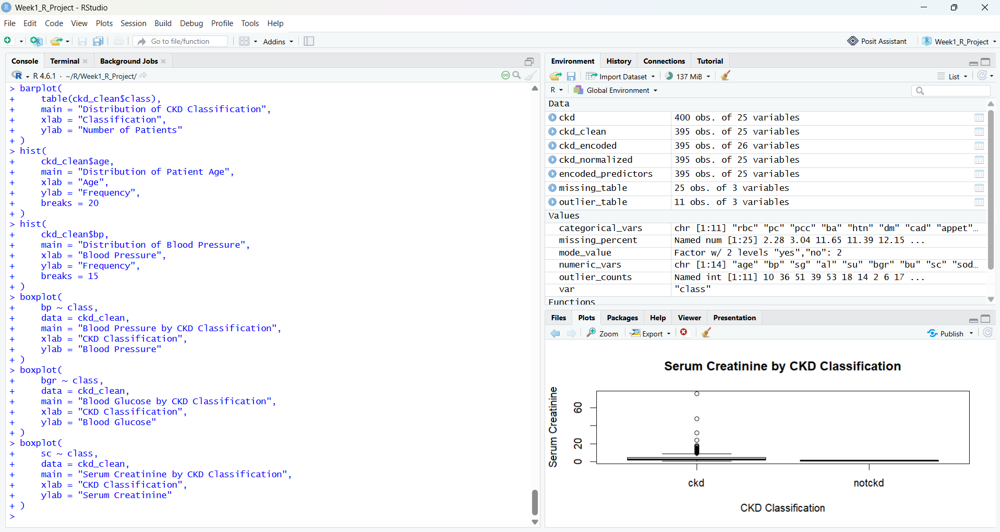 Week1_R_Project - RStudio
File Edit Code View Plots Session Build Debug Profile Tools Help
Go to file/function Addins Posit Assistant Week1_R_Project
Console Terminal Background Jobs
R 4.6.1 · ~/R/Week1_R_Project/
> barplot(
+     table(ckd_clean$class),
+     main = "Distribution of CKD Classification",
+     xlab = "Classification",
+     ylab = "Number of Patients"
+ )
> hist(
+     ckd_clean$age,
+     main = "Distribution of Patient Age",
+     xlab = "Age",
+     ylab = "Frequency",
+     breaks = 20
+ )
> hist(
+     ckd_clean$bp,
+     main = "Distribution of Blood Pressure",
+     xlab = "Blood Pressure",
+     ylab = "Frequency",
+     breaks = 15
+ )
> boxplot(
+     bp ~ class,
+     data = ckd_clean,
+     main = "Blood Pressure by CKD Classification",
+     xlab = "CKD Classification",
+     ylab = "Blood Pressure"
+ )
> boxplot(
+     bgr ~ class,
+     data = ckd_clean,
+     main = "Blood Glucose by CKD Classification",
+     xlab = "CKD Classification",
+     ylab = "Blood Glucose"
+ )
> boxplot(
+     sc ~ class,
+     data = ckd_clean,
+     main = "Serum Creatinine by CKD Classification",
+     xlab = "CKD Classification",
+     ylab = "Serum Creatinine"
+ )
>
Environment History Connections Tutorial
Import Dataset 137 MiB List
R Global Environment
Data
ckd 400 obs. of 25 variables
ckd_clean 395 obs. of 25 variables
ckd_encoded 395 obs. of 26 variables
ckd_normalized 395 obs. of 25 variables
encoded_predictors 395 obs. of 25 variables
missing_table 25 obs. of 3 variables
outlier_table 11 obs. of 3 variables
Values
categorical_vars chr [1:11] "rbc" "pc" "pcc" "ba" "htn" "dm" "cad" "appet"…
missing_percent Named num [1:25] 2.28 3.04 11.65 11.39 12.15 ...
mode_value Factor w/ 2 levels "yes","no": 2
numeric_vars chr [1:14] "age" "bp" "sg" "al" "su" "bgr" "bu" "sc" "sod…
outlier_counts Named int [1:11] 10 36 51 39 53 18 14 2 6 17 ...
var "class"
Functions
Files Plots Packages Help Viewer Presentation
Zoom Export Publish
Serum Creatinine by CKD Classification
Serum Creatinine
60
20
0
ckd notckd
CKD Classification